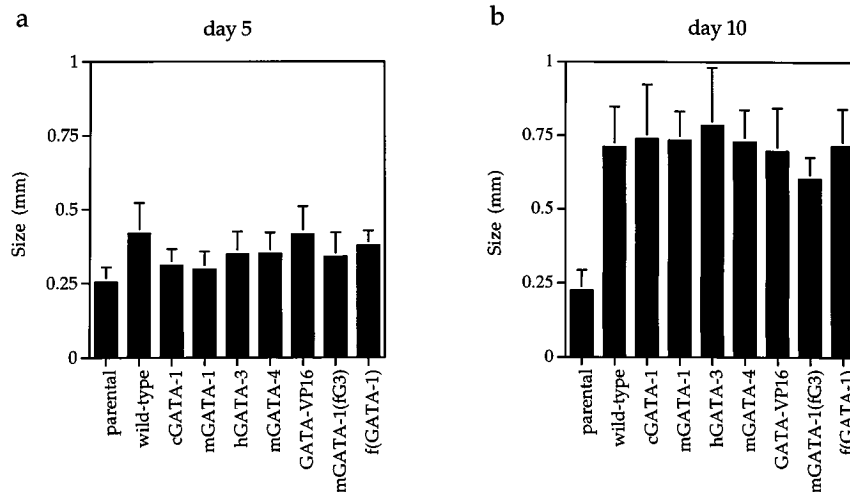 a
day 5
1
0.75
0.5
0.25
0
Size (mm)
parental
wild-type
cGATA-1
mGATA-1
hGATA-3
mGATA-4
GATA-VP16
mGATA-1(fG3)
f(GATA-1)
b
day 10
1
0.75
0.5
0.25
0
Size (mm)
parental
wild-type
cGATA-1
mGATA-1
hGATA-3
mGATA-4
GATA-VP16
mGATA-1(fG3)
f(GATA-1)